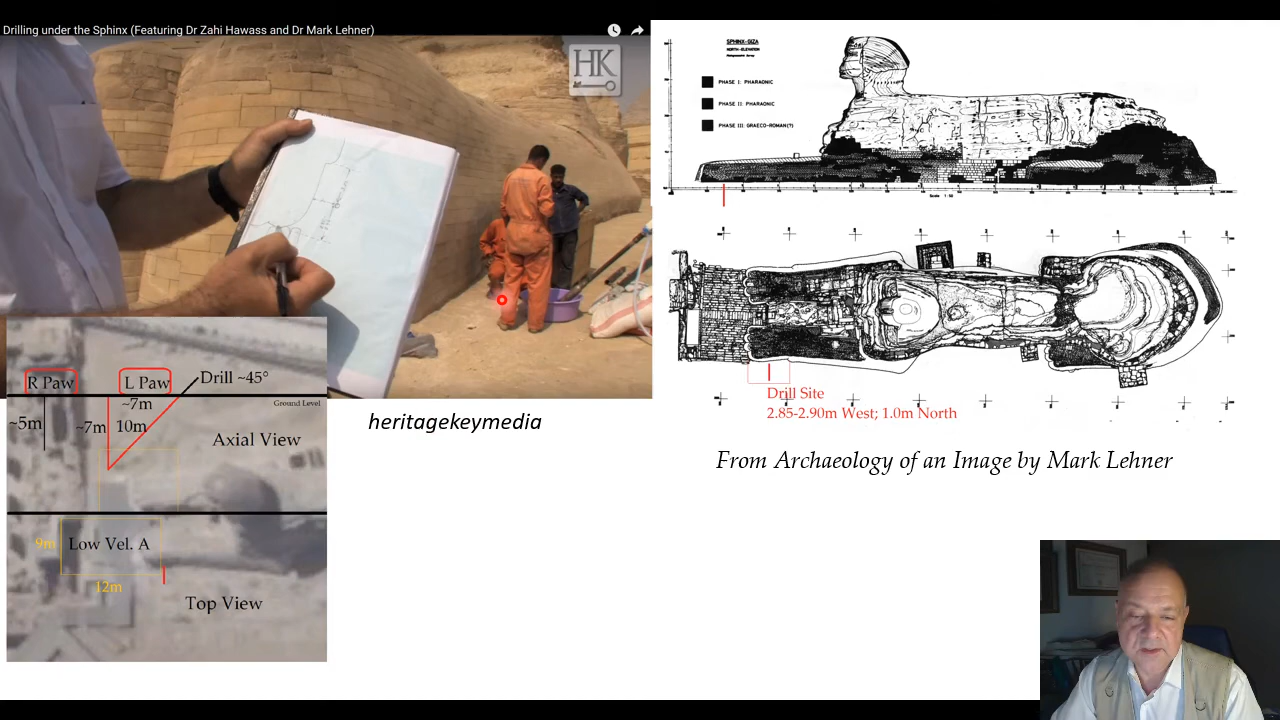 Drilling under the Sphinx (Featuring Dr Zahi Hawass and Dr Mark Lehner)
HK
SPHINX-GIZA
NORTH-ELEVATION
PHASE I: PHARAONIC
PHASE II: PHARAONIC
PHASE III: GRAECO-ROMAN(?)
Scale 1:50
R Paw
L Paw
Drill ~45°
~7m
Ground Level
~5m
~7m
10m
Axial View
9m
Low Vel. A
12m
Top View
heritagekeymedia
Drill Site
2.85-2.90m West; 1.0m North
From Archaeology of an Image by Mark Lehner